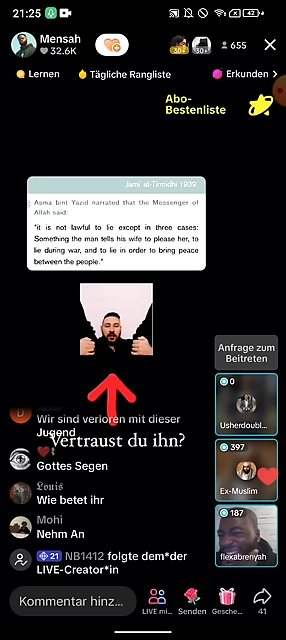 21:25
42
Mensah
32.6K
30+
30+
655
Lernen
Tägliche Rangliste
Erkunden
Abo-
Bestenliste
Jami` at-Tirmidhi 1939
Asma bint Yazid narrated that the Messenger of
Allah said:
"it is not lawful to lie except in three cases:
Something the man tells his wife to please her, to
lie during war, and to lie in order to bring peace
between the people."
Anfrage zum
Beitreten
0
Usherdoubl...
Wir sind verloren mit dieser
Jugend
Vertraust du ihn?
397
Ex-Muslim
Gottes Segen
Louis
Wie betet ihr
187
flexabrenyah
Mohi
Nehm An
21 NB1412 folgte dem*der
LIVE-Creator*in
Kommentar hinz...
LIVE mi...
Senden
Gesche...
41